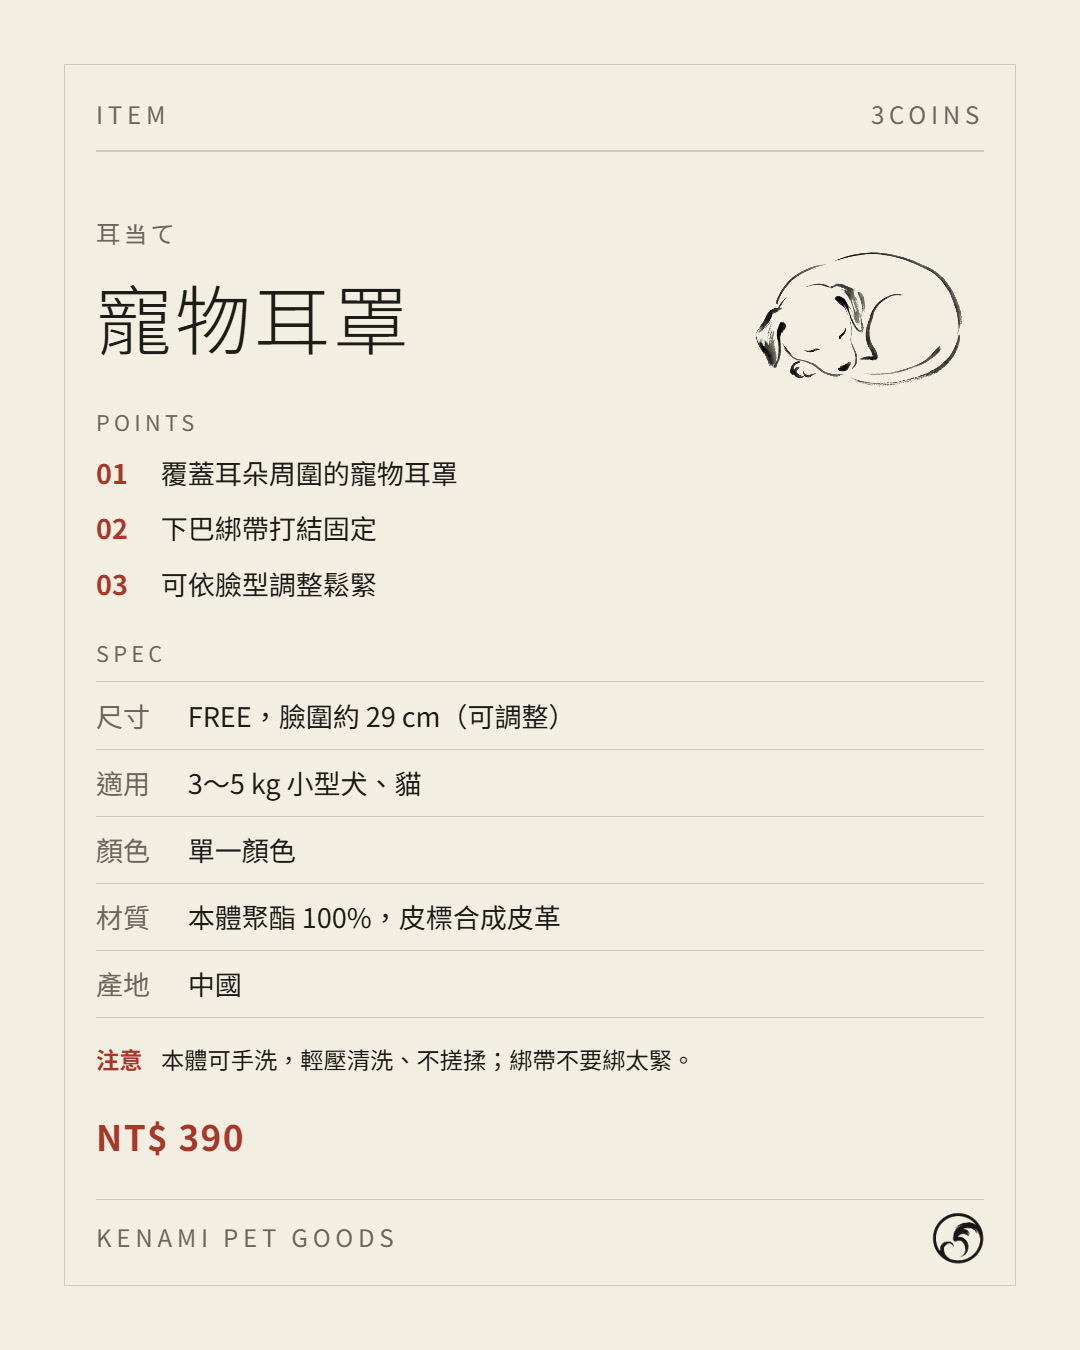 ITEM
3COINS
耳当て
寵物耳罩
POINTS
01 覆蓋耳朵周圍的寵物耳罩
02 下巴綁帶打結固定
03 可依臉型調整鬆緊
SPEC
尺寸 FREE，臉圍約 29 cm（可調整）
適用 3〜5 kg 小型犬、貓
顏色 單一顏色
材質 本體聚酯 100%，皮標合成皮革
產地 中國
注意 本體可手洗，輕壓清洗、不搓揉；綁帶不要綁太緊。
NT$ 390
KENAMI PET GOODS